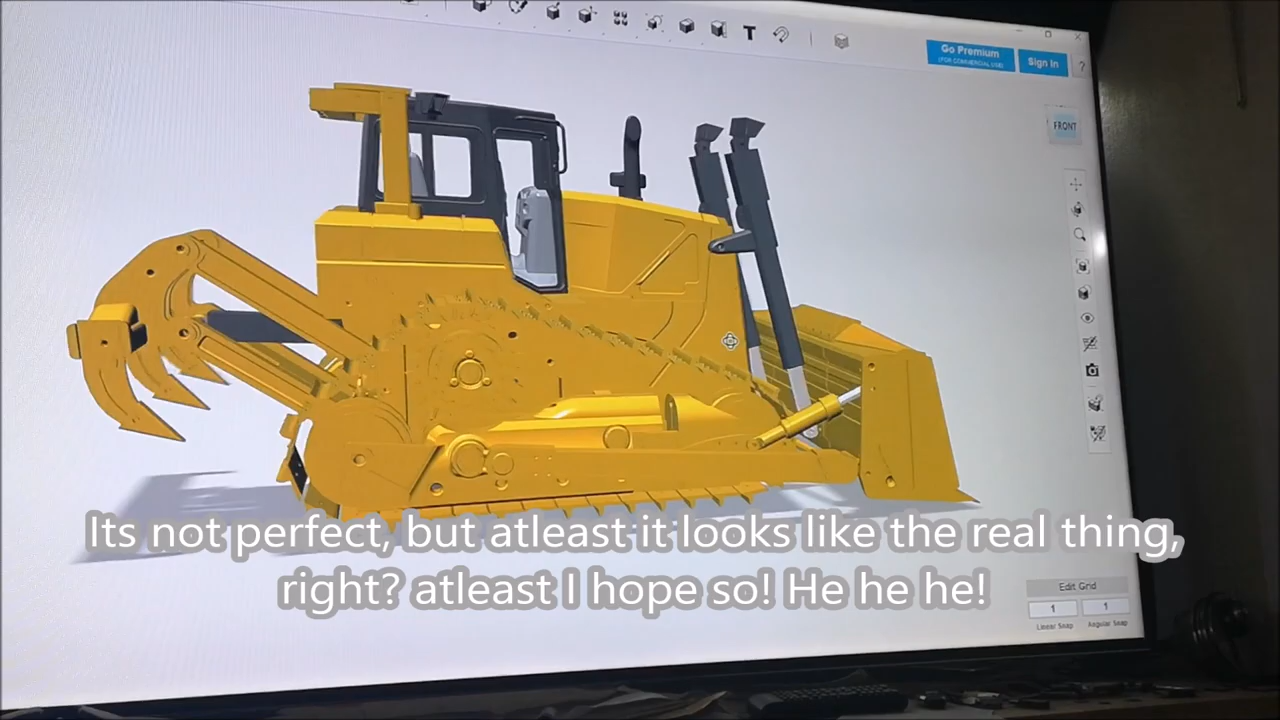 Go Premium
(FOR COMMERCIAL USE)
Sign In
?
FRONT
Its not perfect, but atleast it looks like the real thing,
right? atleast I hope so! He he he!
Edit Grid
1 1
Linear Snap Angular Snap